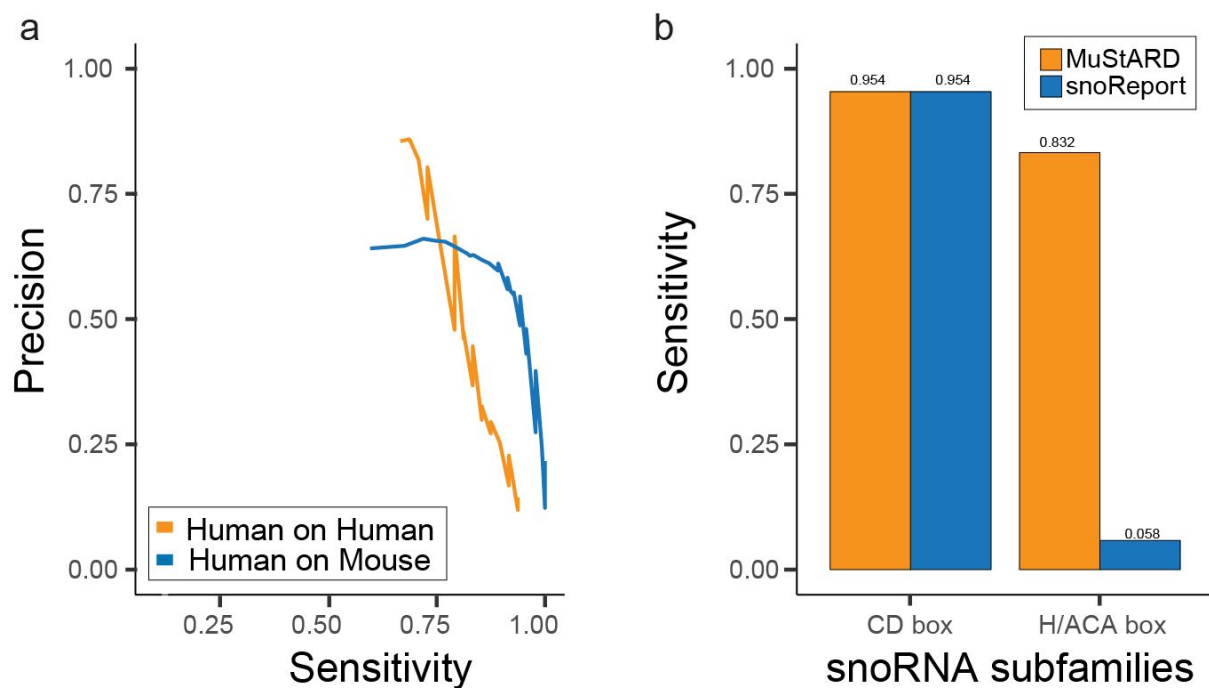 a
1.00
0.75
0.50
0.25
0.00
Precision
Human on Human
Human on Mouse
0.25 0.50 0.75 1.00
Sensitivity
b
MuStARD
snoReport
1.00
0.75
0.50
0.25
0.00
Sensitivity
0.954 0.954
0.832
0.058
CD box H/ACA box
snoRNA subfamilies